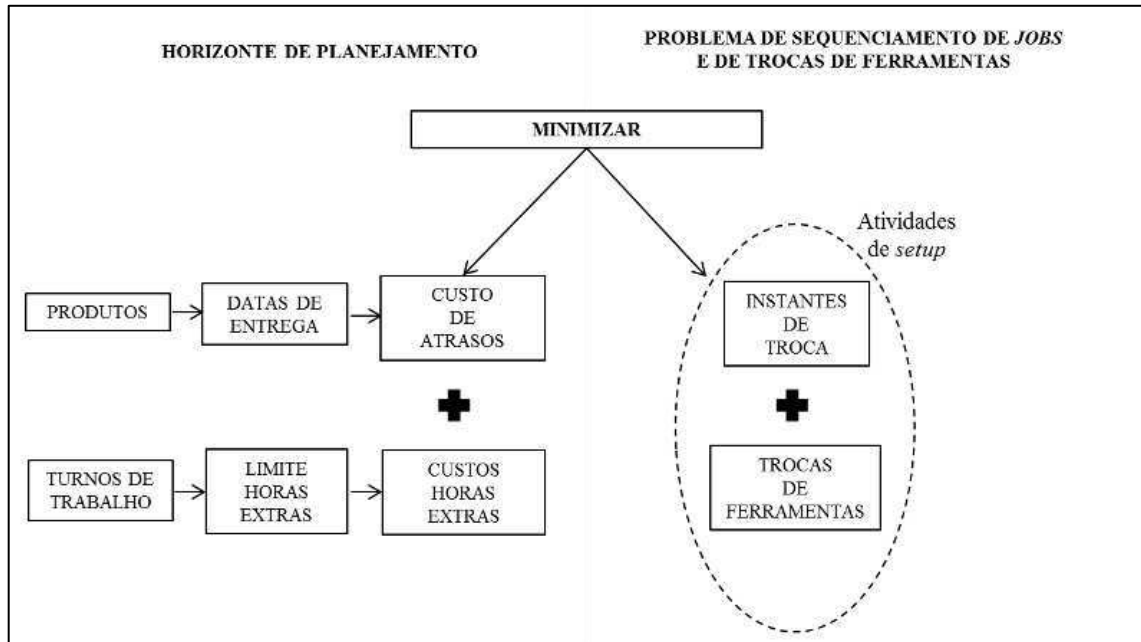 HORIZONTE DE PLANEJAMENTO
PROBLEMA DE SEQUENCIAMENTO DE JOBS
E DE TROCAS DE FERRAMENTAS
MINIMIZAR
Atividades
de setup
PRODUTOS
DATAS DE
ENTREGA
CUSTO
DE
ATRASOS
INSTANTES
DE
TROCA
TURNOS DE
TRABALHO
LIMITE
HORAS
EXTRAS
CUSTOS
HORAS
EXTRAS
TROCAS
DE
FERRAMENTAS